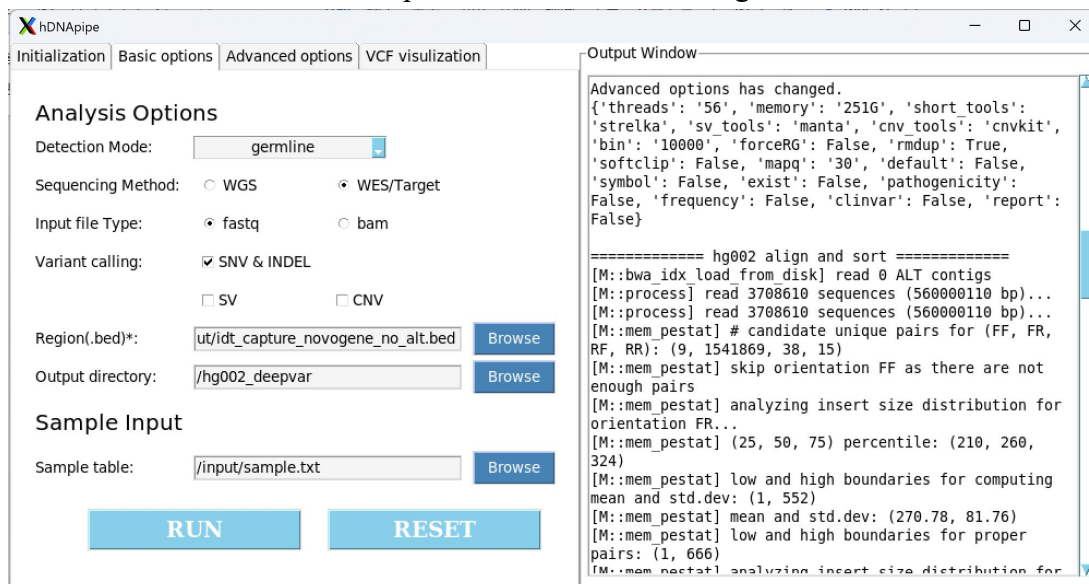 hDNApipe
Initialization Basic options Advanced options VCF visulization
Analysis Options
Detection Mode: germline
Sequencing Method: WGS WES/Target
Input file Type: fastq bam
Variant calling: SNV & INDEL
SV CNV
Region(.bed)*: ut/idt_capture_novogene_no_alt.bed Browse
Output directory: /hg002_deepvar Browse
Sample Input
Sample table: /input/sample.txt Browse
RUN RESET
Output Window
Advanced options has changed.
{'threads': '56', 'memory': '251G', 'short_tools':
'strelka', 'sv_tools': 'manta', 'cnv_tools': 'cnvkit',
'bin': '10000', 'forceRG': False, 'rmdup': True,
'softclip': False, 'mapq': '30', 'default': False,
'symbol': False, 'exist': False, 'pathogenicity':
False, 'frequency': False, 'clinvar': False, 'report':
False}
============= hg002 align and sort =============
[M::bwa_idx_load_from_disk] read 0 ALT contigs
[M::process] read 3708610 sequences (560000110 bp)...
[M::process] read 3708610 sequences (560000110 bp)...
[M::mem_pestat] # candidate unique pairs for (FF, FR,
RF, RR): (9, 1541869, 38, 15)
[M::mem_pestat] skip orientation FF as there are not
enough pairs
[M::mem_pestat] analyzing insert size distribution for
orientation FR...
[M::mem_pestat] (25, 50, 75) percentile: (210, 260,
324)
[M::mem_pestat] low and high boundaries for computing
mean and std.dev: (1, 552)
[M::mem_pestat] mean and std.dev: (270.78, 81.76)
[M::mem_pestat] low and high boundaries for proper
pairs: (1, 666)
[M::mem_pestat] analyzing insert size distribution for